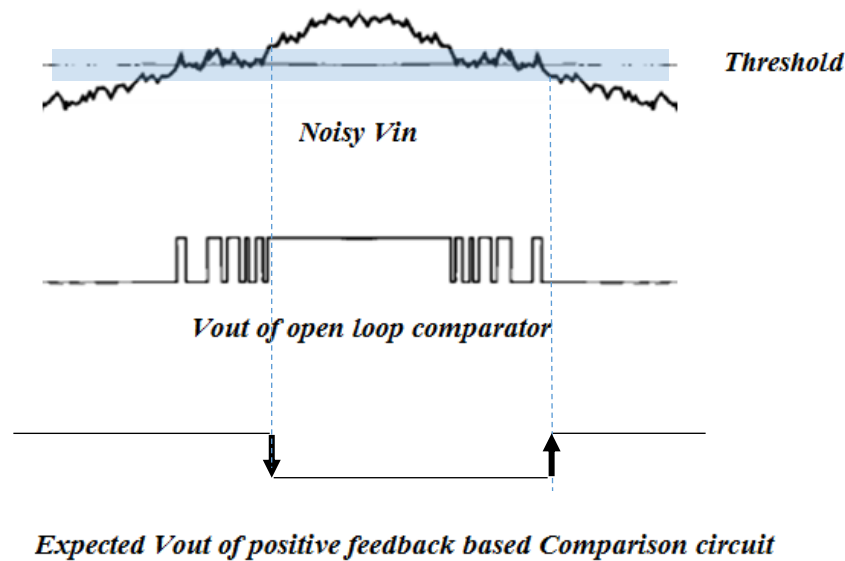 Threshold
Noisy Vin
Vout of open loop comparator
Expected Vout of positive feedback based Comparison circuit